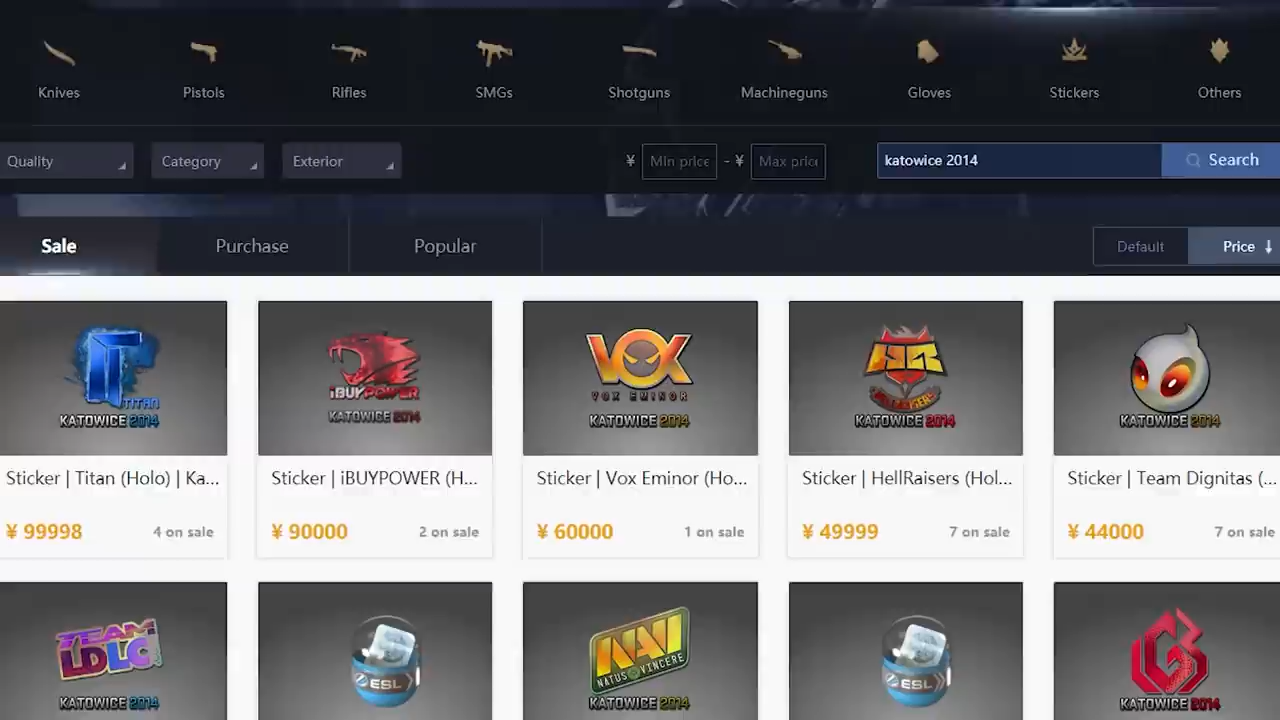 Knives Pistols Rifles SMGs Shotguns Machineguns Gloves Stickers Others
Quality Category Exterior ¥ Min price - ¥ Max price katowice 2014 Search
Sale Purchase Popular Default Price ↓
TITAN
KATOWICE 2014
iBUYPOWER
KATOWICE 2014
VOX
VOX EMINOR
KATOWICE 2014
HR
HELLRAISERS
KATOWICE 2014
KATOWICE 2014
Sticker | Titan (Holo) | Ka... Sticker | iBUYPOWER (H... Sticker | Vox Eminor (Ho... Sticker | HellRaisers (Hol... Sticker | Team Dignitas (...
¥ 99998 4 on sale ¥ 90000 2 on sale ¥ 60000 1 on sale ¥ 49999 7 on sale ¥ 44000 7 on sale
TEAM
LDLC
KATOWICE 2014
ESL
NAVI
NATUS VINCERE
KATOWICE 2014
ESL
KATOWICE 2014